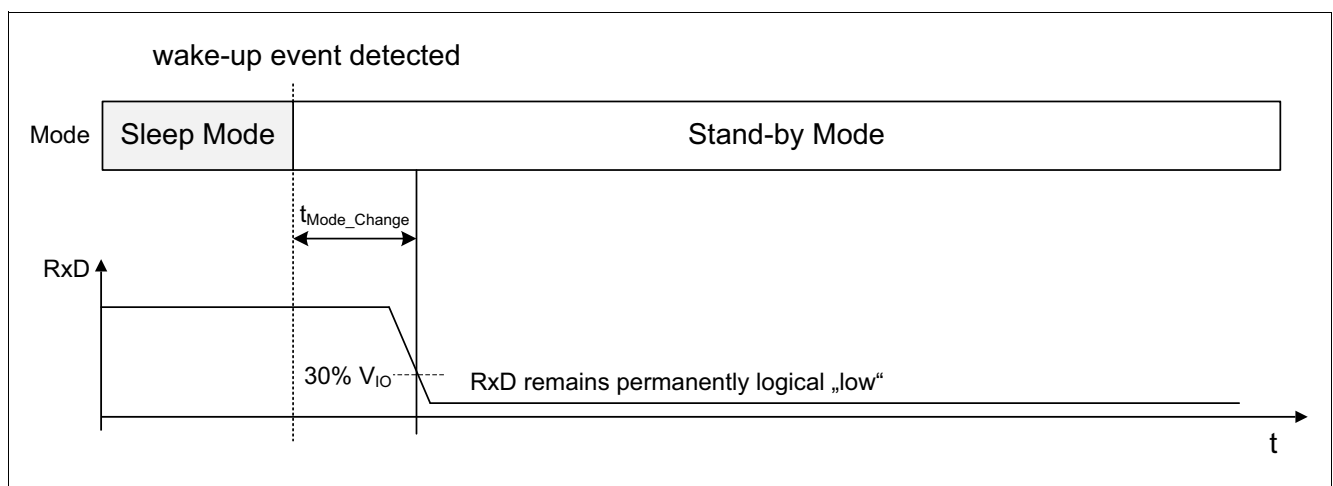 wake-up event detected
Mode Sleep Mode Stand-by Mode
tMode_Change
RxD
30% VIO
RxD remains permanently logical „low“
t